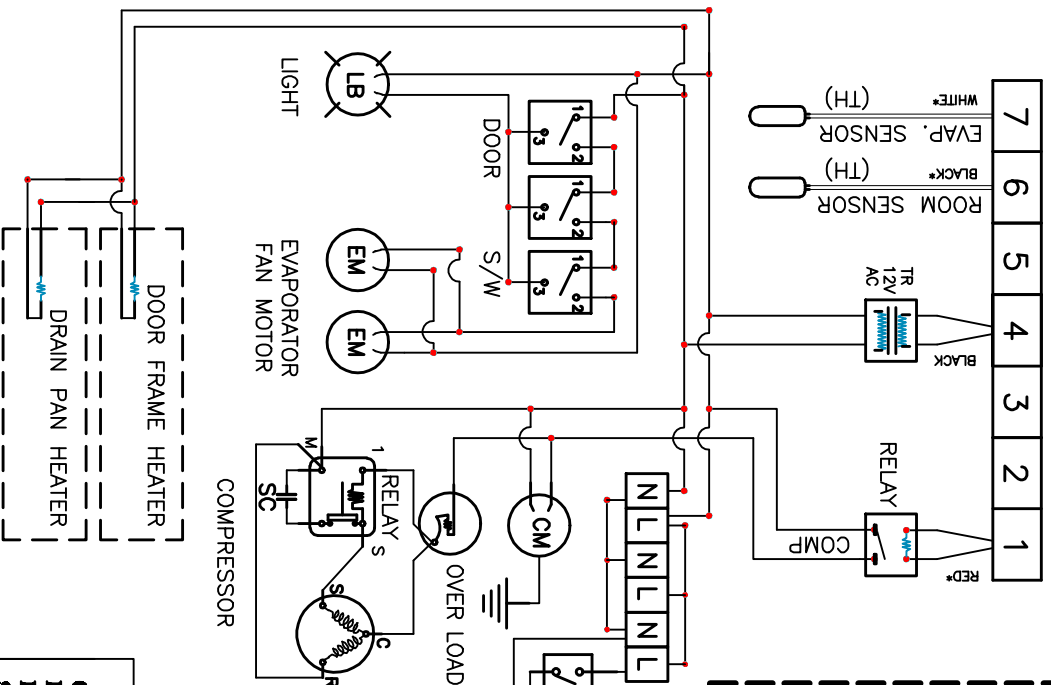 7
6
5
4
3
2
1
WHITE*
EVAP. SENSOR
(TH)
BLACK*
ROOM SENSOR
(TH)
TR
12V
AC
BLACK
RELAY
COMP
RED*
LIGHT
LB
DOOR S/W
1
2
3
1
2
3
1
2
3
EVAPORATOR
FAN MOTOR
EM
EM
DOOR FRAME HEATER
DRAIN PAN HEATER
COMPRESSOR
M
1
RELAY
S
SC
S
C
R
OVER LOAD
CM
N
L
N
L
N
L